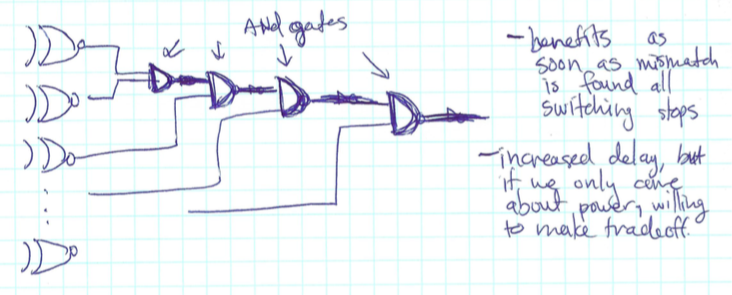 AND gates
- benefits as
soon as mismatch
is found all
switching stops
- increased delay, but
if we only care
about power, willing
to make tradeoff.